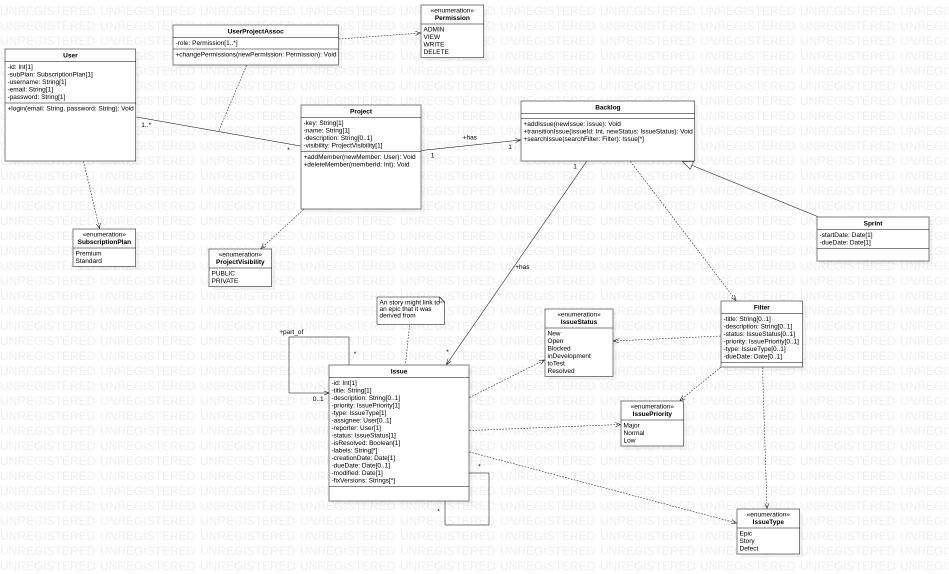 «enumeration»
Permission
ADMIN
VIEW
WRITE
DELETE
UserProjectAssoc
-role: Permission[1..*]
+changePermissions(newPermission: Permission): Void
User
-id: Int[1]
-subPlan: SubscriptionPlan[1]
-username: String[1]
-email: String[1]
-password: String[1]
+login(email: String, password: String): Void
1..*
*
Project
-key: String[1]
-name: String[1]
-description: String[0..1]
-visibility: ProjectVisibility[1]
+addMember(newMember: User): Void
+deleteMember(memberId: Int): Void
+has
1
1
Backlog
+addIssue(newIssue: Issue): Void
+transitionIssue(issueId: Int, newStatus: IssueStatus): Void
+searchIssue(searchFilter: Filter): Issue[*]
1
+has
*
Sprint
-startDate: Date[1]
-dueDate: Date[1]
«enumeration»
SubscriptionPlan
Premium
Standard
«enumeration»
ProjectVisibility
PUBLIC
PRIVATE
An story might link to
an epic that it was
derived from
«enumeration»
IssueStatus
New
Open
Blocked
inDevelopment
toTest
Resolved
Filter
-title: String[0..1]
-description: String[0..1]
-status: IssueStatus[0..1]
-priority: IssuePriority[0..1]
-type: IssueType[0..1]
-dueDate: Date[0..1]
+part_of
*
0..1
Issue
-id: Int[1]
-title: String[1]
-description: String[0..1]
-priority: IssuePriority[1]
-type: IssueType[1]
-assignee: User[0..1]
-reporter: User[1]
-status: IssueStatus[1]
-isResolved: Boolean[1]
-labels: String[*]
-creationDate: Date[1]
-dueDate: Date[0..1]
-modified: Date[1]
-fixVersions: Strings[*]
*
*
«enumeration»
IssuePriority
Major
Normal
Low
«enumeration»
IssueType
Epic
Story
Defect
UNREGISTERED